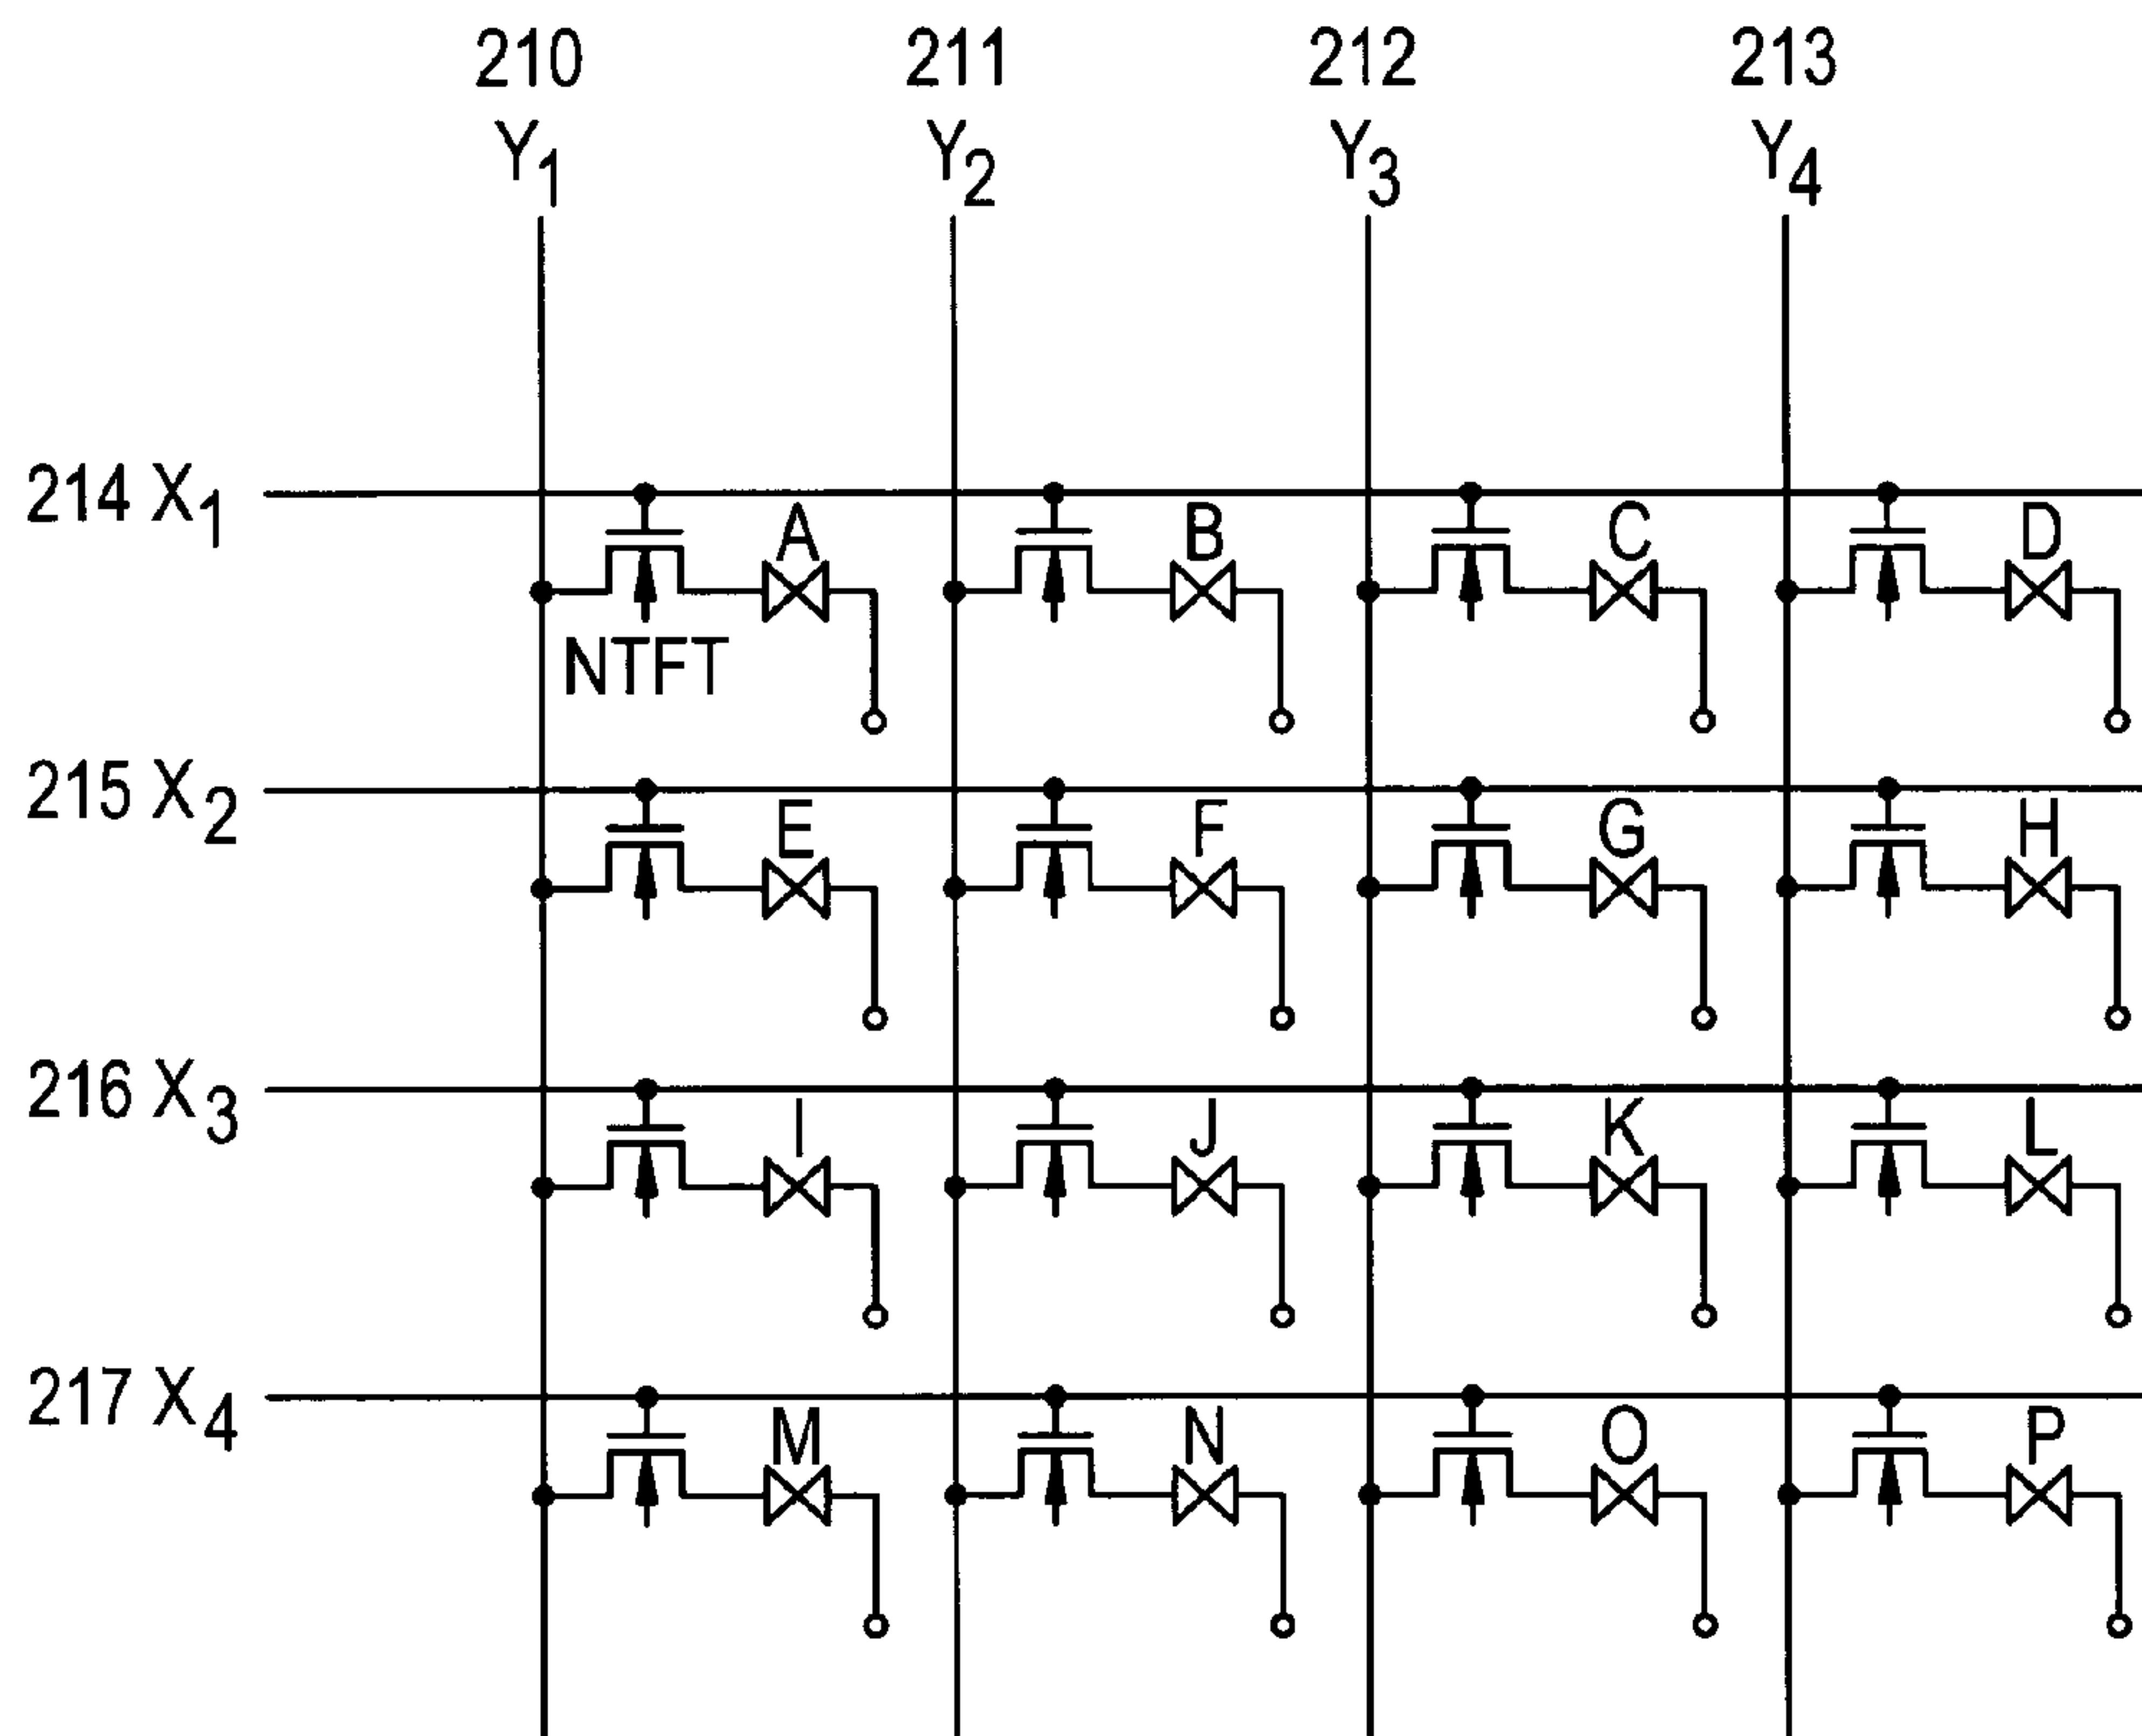 210 211 212 213
Y1 Y2 Y3 Y4
214 X1
A B C D
NTFT
215 X2
E F G H
216 X3
I J K L
217 X4
M N O P